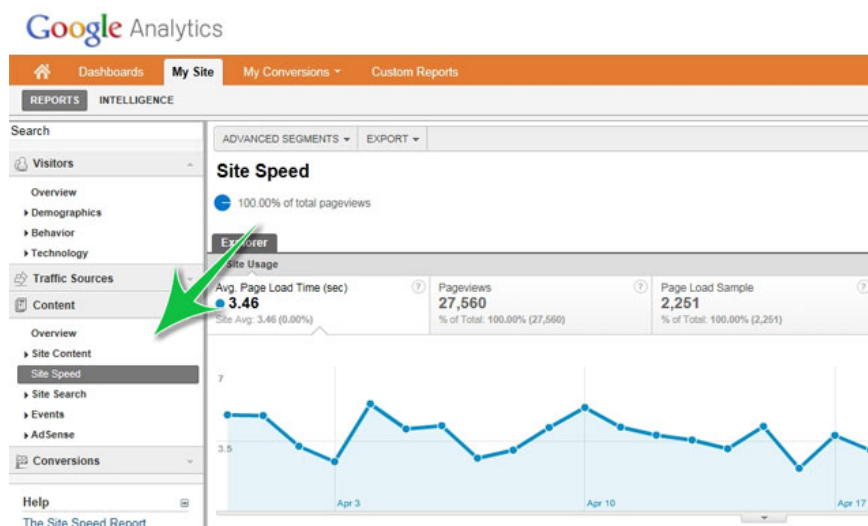 Google Analytics
Dashboards My Site My Conversions Custom Reports
REPORTS INTELLIGENCE
Search
Visitors
Overview
Demographics
Behavior
Technology
Traffic Sources
Content
Overview
Site Content
Site Speed
Site Search
Events
AdSense
Conversions
Help
The Site Speed Report
ADVANCED SEGMENTS EXPORT
Site Speed
100.00% of total pageviews
Explorer
Site Usage
Avg. Page Load Time (sec)
3.46
Site Avg: 3.46 (0.00%)
Pageviews
27,560
% of Total: 100.00% (27,560)
Page Load Sample
2,251
% of Total: 100.00% (2,251)
7
3.5
Apr 3 Apr 10 Apr 17